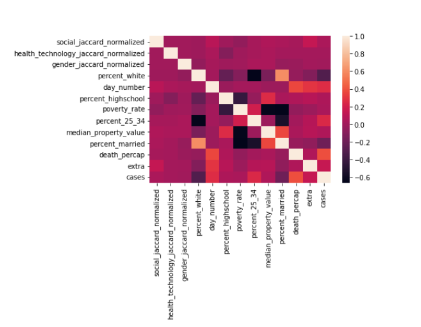 social_jaccard_normalized
health_technology_jaccard_normalized
gender_jaccard_normalized
percent_white
day_number
percent_highschool
poverty_rate
percent_25_34
median_property_value
percent_married
death_percap
extra
cases
social_jaccard_normalized
health_technology_jaccard_normalized
gender_jaccard_normalized
percent_white
day_number
percent_highschool
poverty_rate
percent_25_34
median_property_value
percent_married
death_percap
extra
cases
1.0
0.8
0.6
0.4
0.2
0.0
−0.2
−0.4
−0.6